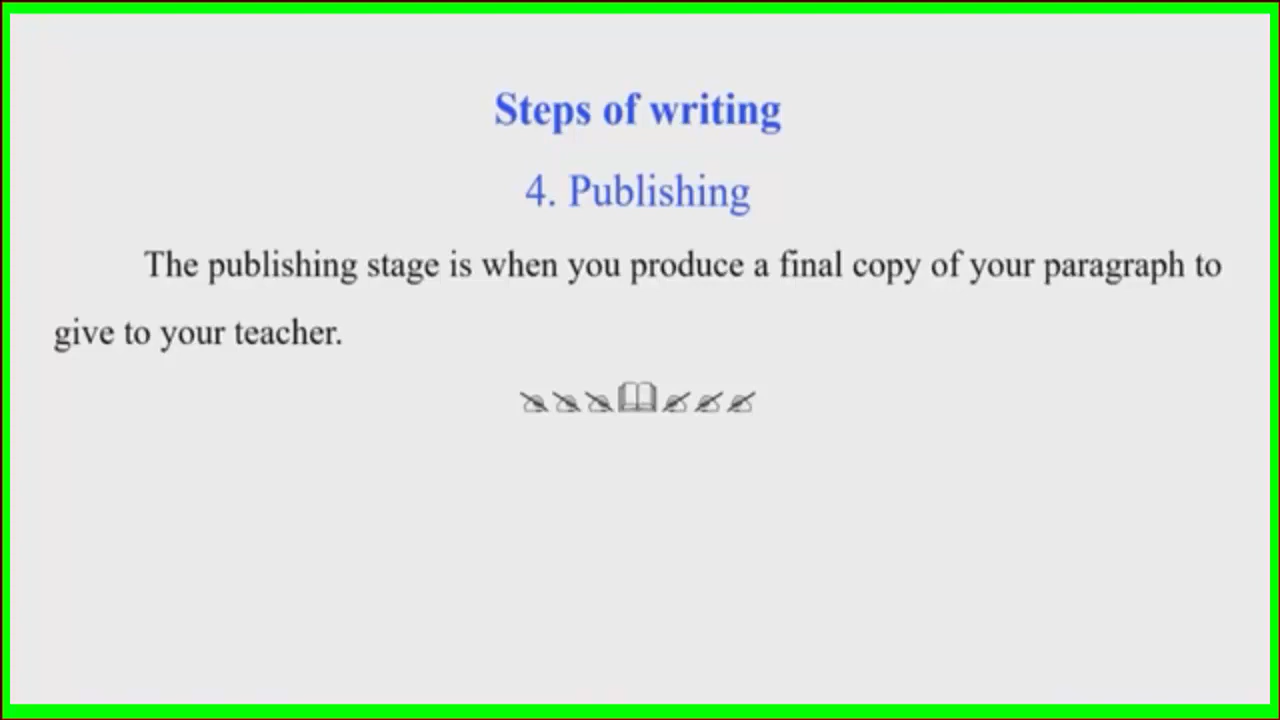 Steps of writing
4. Publishing
The publishing stage is when you produce a final copy of your paragraph to
give to your teacher.